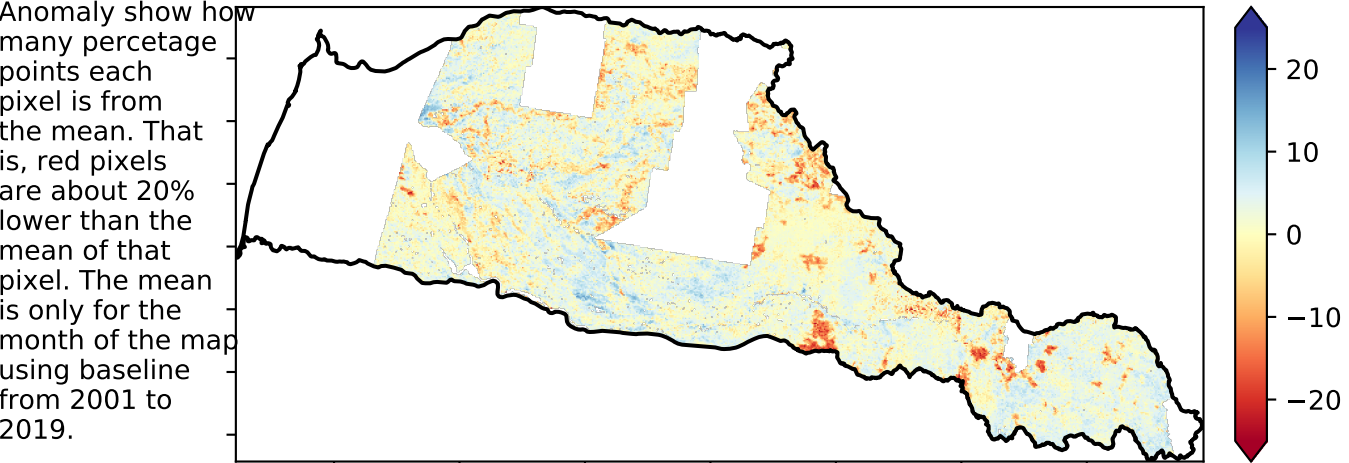 Anomaly show how
many percetage
points each
pixel is from
the mean. That
is, red pixels
are about 20%
lower than the
mean of that
pixel. The mean
is only for the
month of the map
using baseline
from 2001 to
2019.
20
10
0
−10
−20